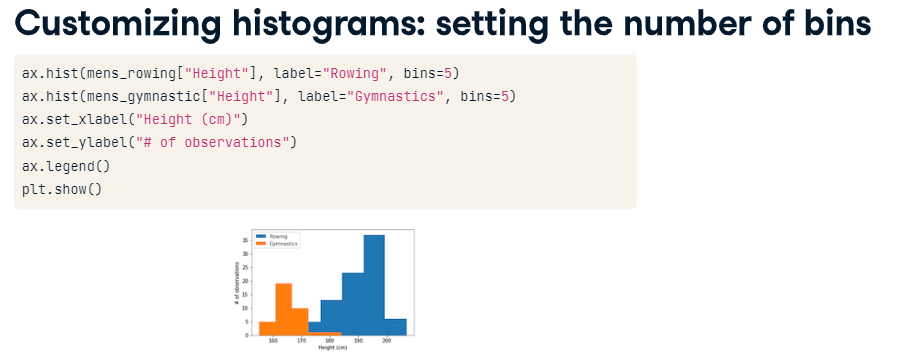 Customizing histograms: setting the number of bins
ax.hist(mens_rowing["Height"], label="Rowing", bins=5)
ax.hist(mens_gymnastic["Height"], label="Gymnastics", bins=5)
ax.set_xlabel("Height (cm)")
ax.set_ylabel("# of observations")
ax.legend()
plt.show()
Rowing
Gymnastics
# of observations
35
30
25
20
15
10
5
0
160 170 180 190 200
Height (cm)